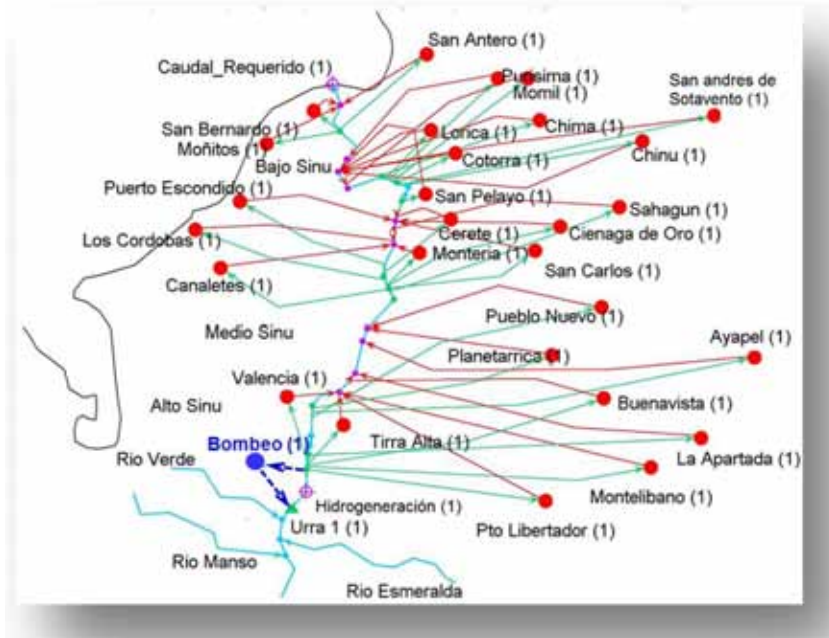 San Antero (1)
Caudal_Requerido (1)
Purisima (1)
Momil (1)
San andres de
Sotavento (1)
San Bernardo (1)
Moñitos (1)
Lorica (1)
Chima (1)
Bajo Sinu
Cotorra (1)
Chinu (1)
Puerto Escondido (1)
San Pelayo (1)
Sahagun (1)
Los Cordobas (1)
Cerete (1)
Cienaga de Oro (1)
Monteria (1)
San Carlos (1)
Canaletes (1)
Pueblo Nuevo (1)
Medio Sinu
Ayapel (1)
Planetarrica (1)
Valencia (1)
Alto Sinu
Buenavista (1)
Bombeo (1)
Tirra Alta (1)
Rio Verde
La Apartada (1)
Montelibano (1)
Hidrogeneración (1)
Urra 1 (1)
Pto Libertador (1)
Rio Manso
Rio Esmeralda